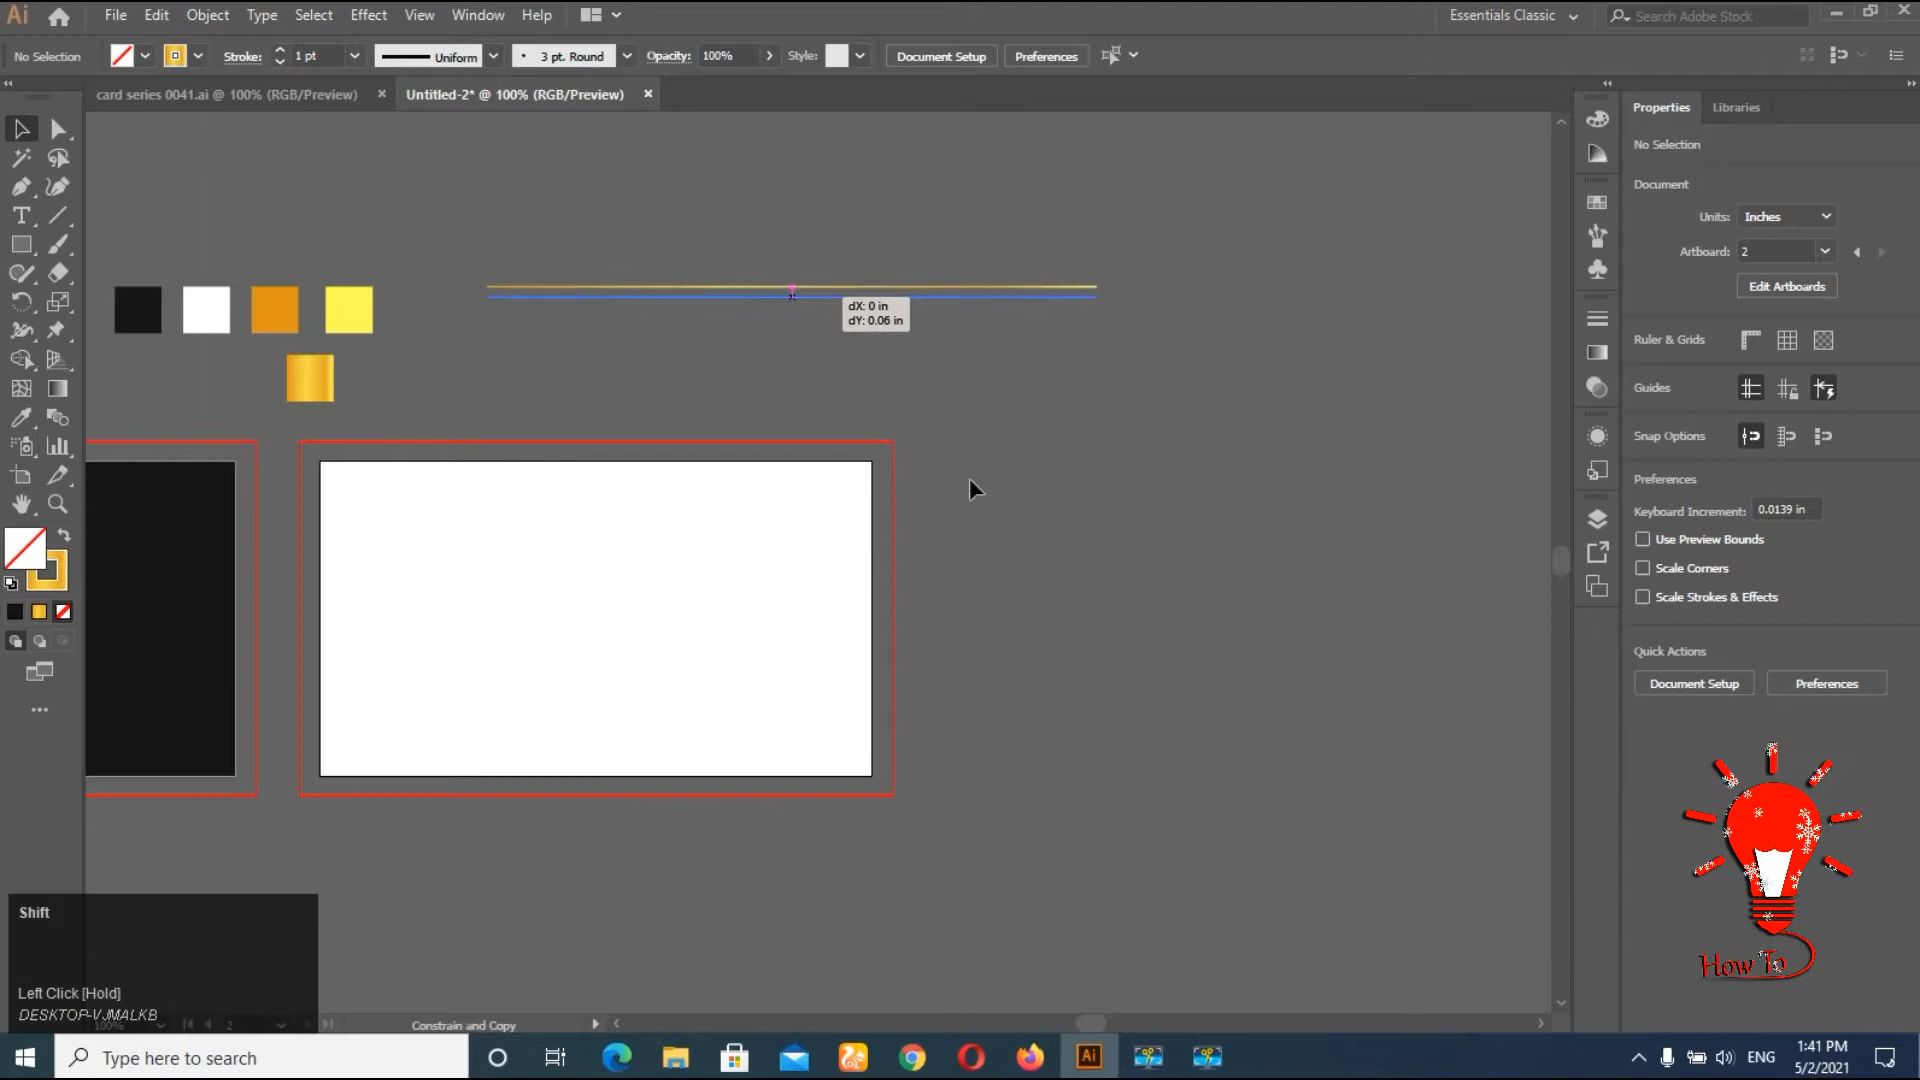 Ai
File Edit Object Type Select Effect View Window Help
Essentials Classic
Search Adobe Stock
No Selection
Stroke: 1 pt
Uniform
3 pt. Round
Opacity: 100%
Style:
Document Setup
Preferences
card series 0041.ai @ 100% (RGB/Preview)
Untitled-2* @ 100% (RGB/Preview)
Properties
Libraries
No Selection
Document
Units: Inches
Artboard: 2
Edit Artboards
dX: 0 in
dY: 0.06 in
Ruler & Grids
Guides
Snap Options
Preferences
Keyboard Increment: 0.0139 in
Use Preview Bounds
Scale Corners
Scale Strokes & Effects
Quick Actions
Document Setup
Preferences
How To
Shift
Left Click [Hold]
DESKTOP-VJMALKB
100%
2
Constrain and Copy
Type here to search
Ai
ENG
1:41 PM
5/2/2021